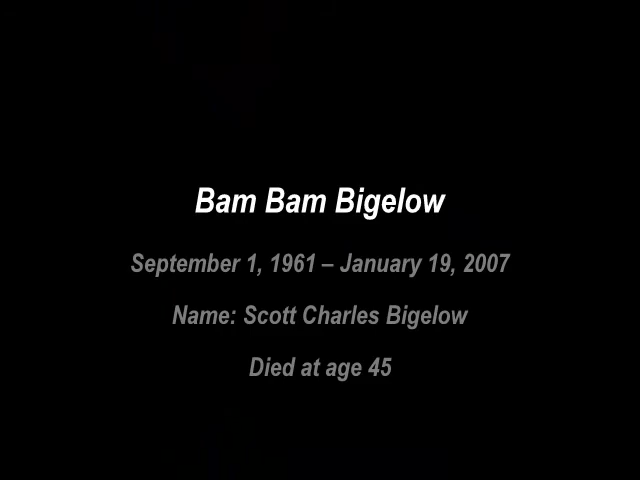 Bam Bam Bigelow
September 1, 1961 – January 19, 2007
Name: Scott Charles Bigelow
Died at age 45